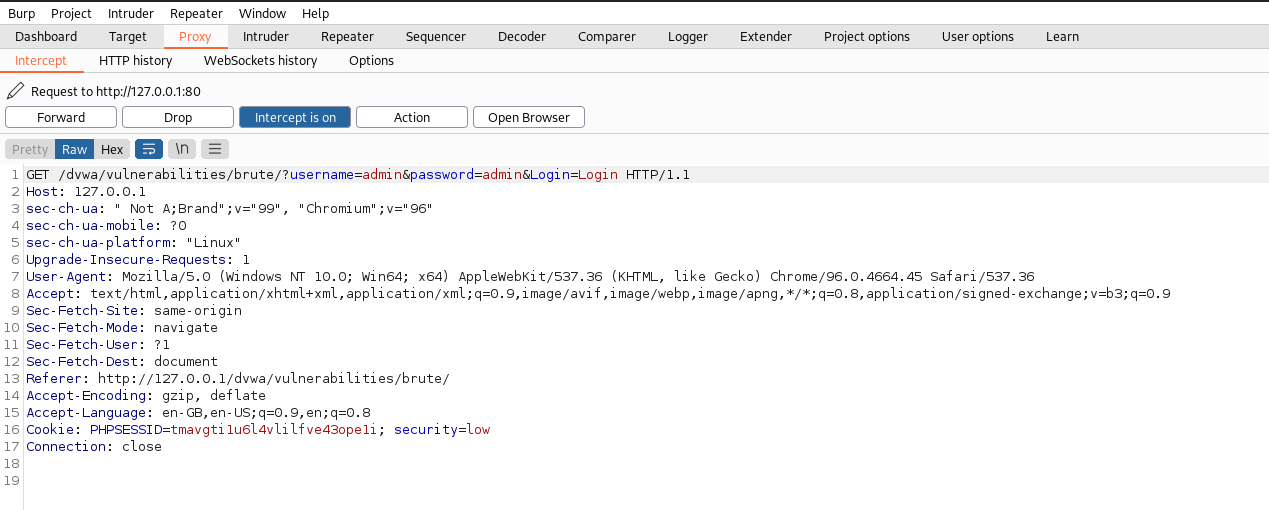 Burp Project Intruder Repeater Window Help
Dashboard Target Proxy Intruder Repeater Sequencer Decoder Comparer Logger Extender Project options User options Learn
Intercept HTTP history WebSockets history Options
Request to http://127.0.0.1:80
Forward Drop Intercept is on Action Open Browser
Pretty Raw Hex \n
1 GET /dvwa/vulnerabilities/brute/?username=admin&password=admin&Login=Login HTTP/1.1
2 Host: 127.0.0.1
3 sec-ch-ua: " Not A;Brand";v="99", "Chromium";v="96"
4 sec-ch-ua-mobile: ?0
5 sec-ch-ua-platform: "Linux"
6 Upgrade-Insecure-Requests: 1
7 User-Agent: Mozilla/5.0 (Windows NT 10.0; Win64; x64) AppleWebKit/537.36 (KHTML, like Gecko) Chrome/96.0.4664.45 Safari/537.36
8 Accept: text/html,application/xhtml+xml,application/xml;q=0.9,image/avif,image/webp,image/apng,*/*;q=0.8,application/signed-exchange;v=b3;q=0.9
9 Sec-Fetch-Site: same-origin
10 Sec-Fetch-Mode: navigate
11 Sec-Fetch-User: ?1
12 Sec-Fetch-Dest: document
13 Referer: http://127.0.0.1/dvwa/vulnerabilities/brute/
14 Accept-Encoding: gzip, deflate
15 Accept-Language: en-GB,en-US;q=0.9,en;q=0.8
16 Cookie: PHPSESSID=tmavgti1u6l4vlilfve43ope1i; security=low
17 Connection: close
18
19